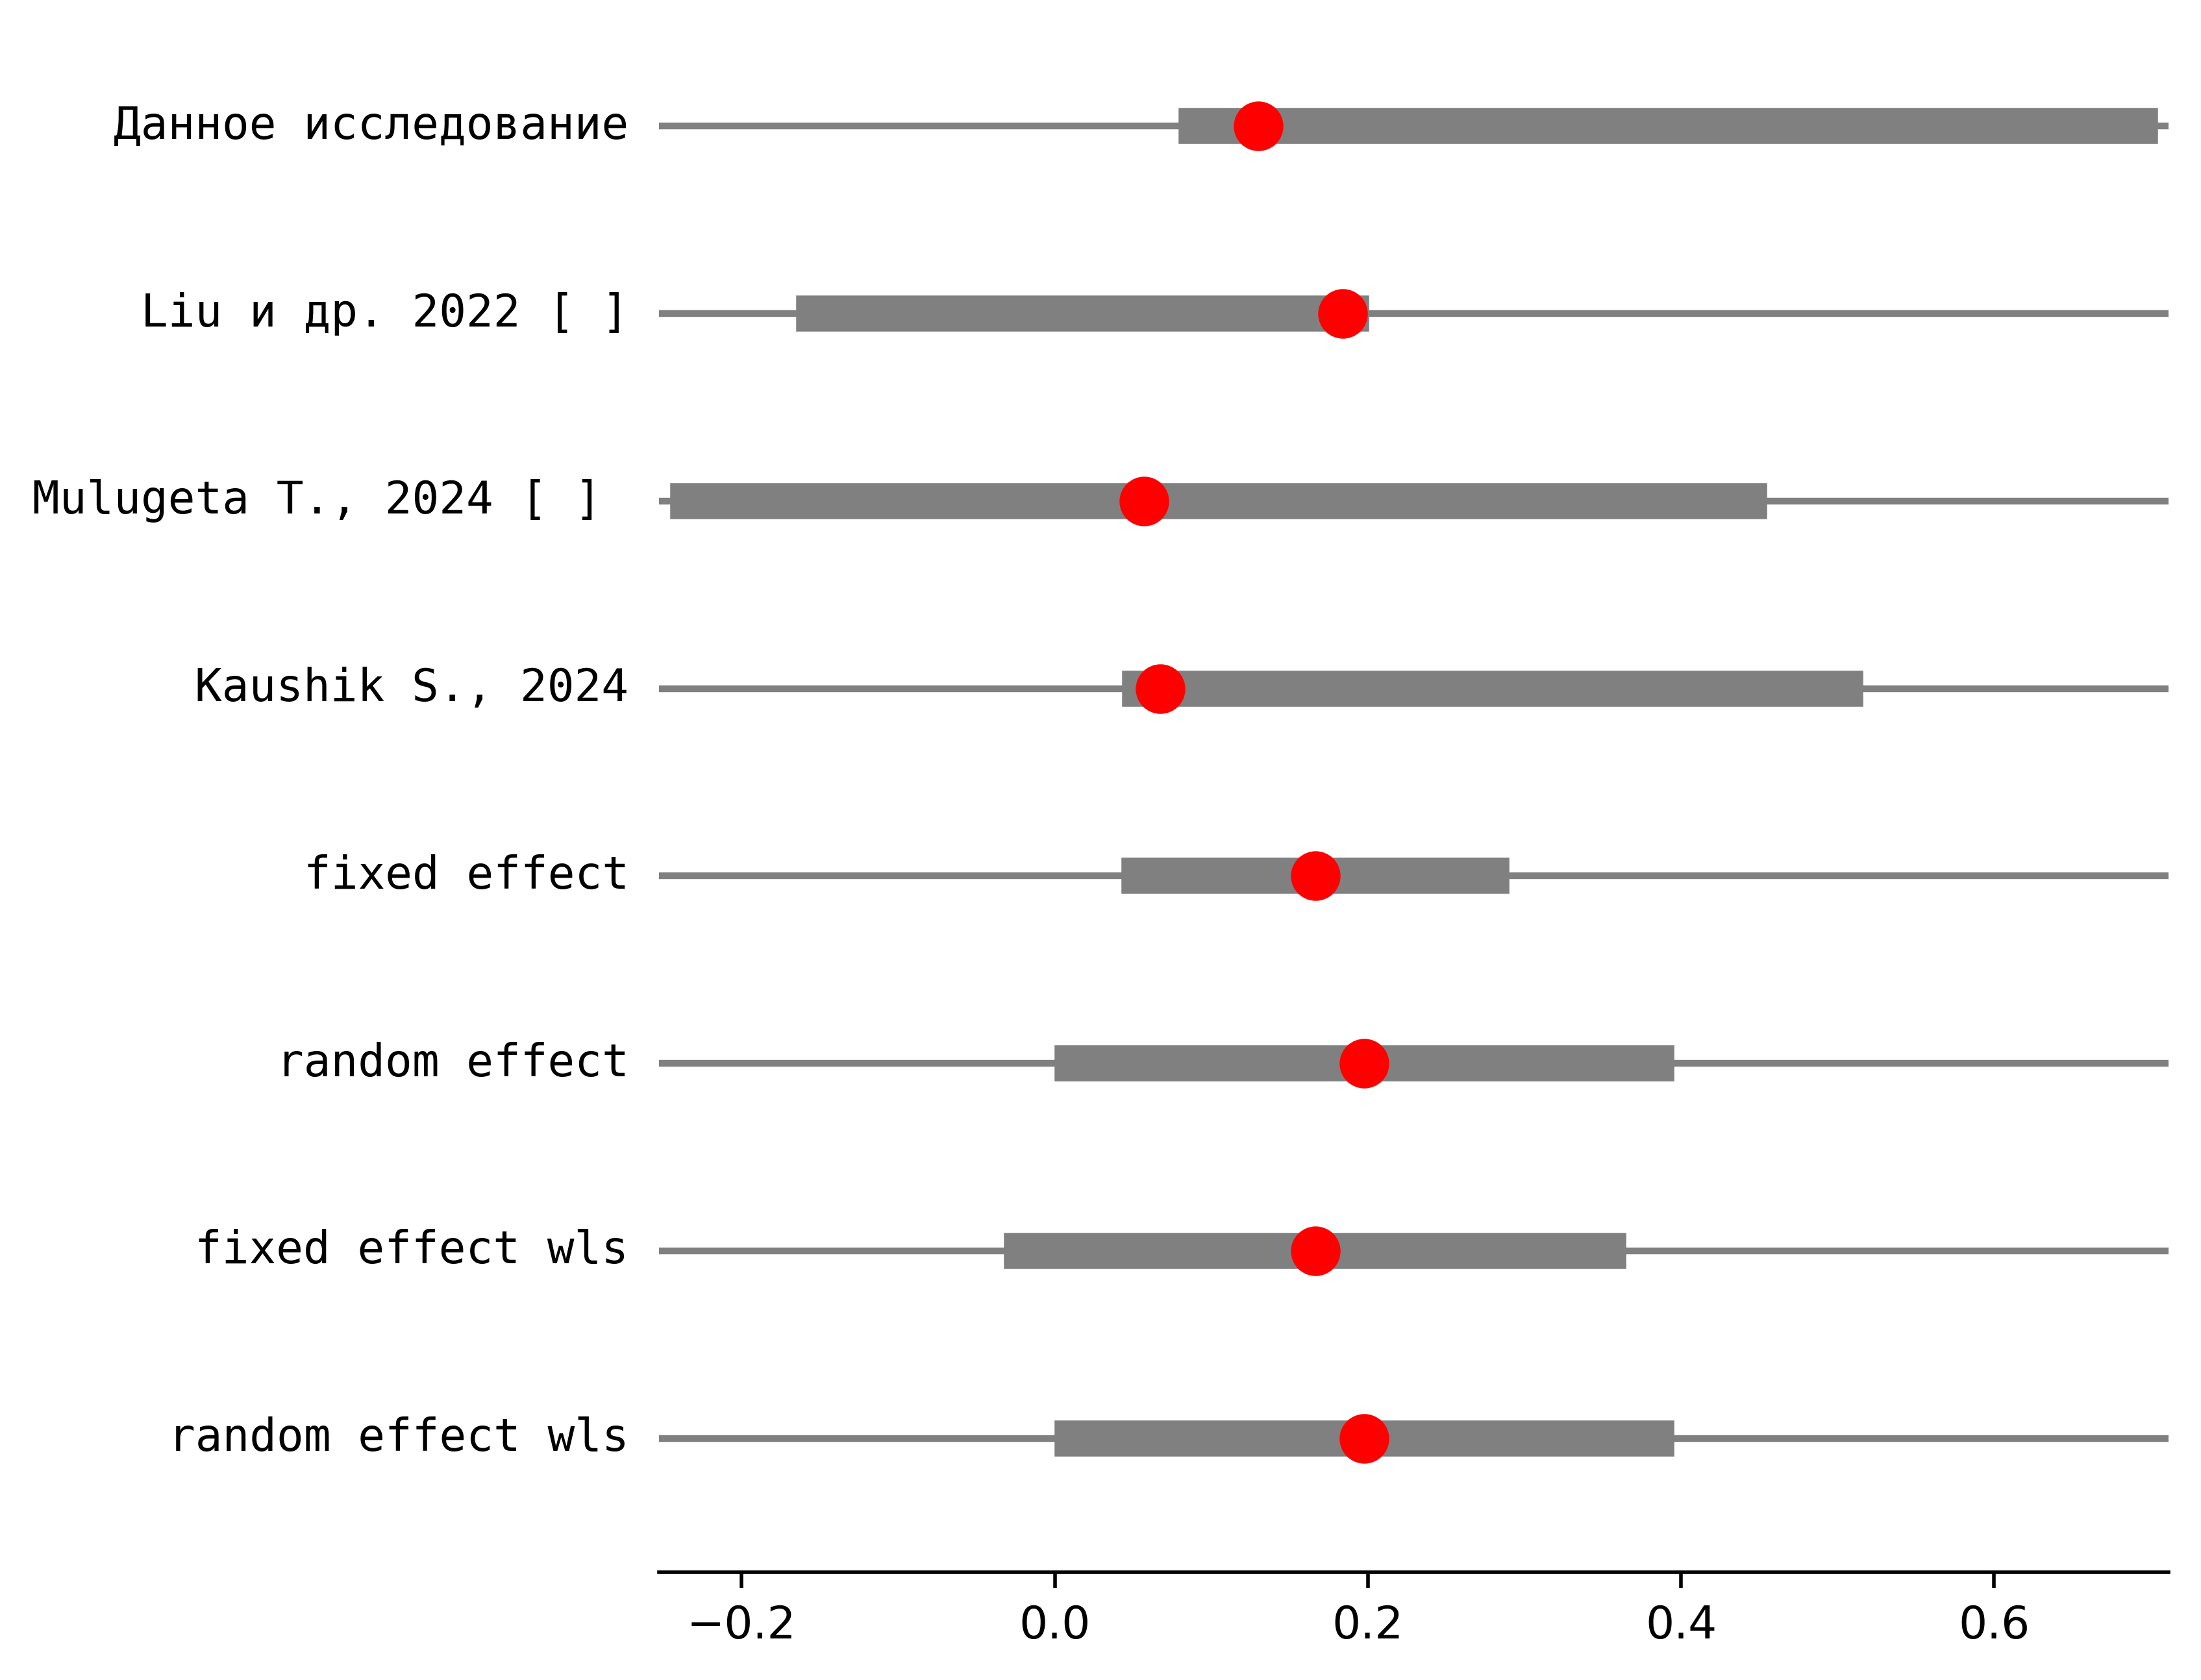 Данное исследование
Liu и др. 2022 [ ]
Mulugeta T., 2024 [ ]
Kaushik S., 2024
fixed effect
random effect
fixed effect wls
random effect wls
−0.2 0.0 0.2 0.4 0.6